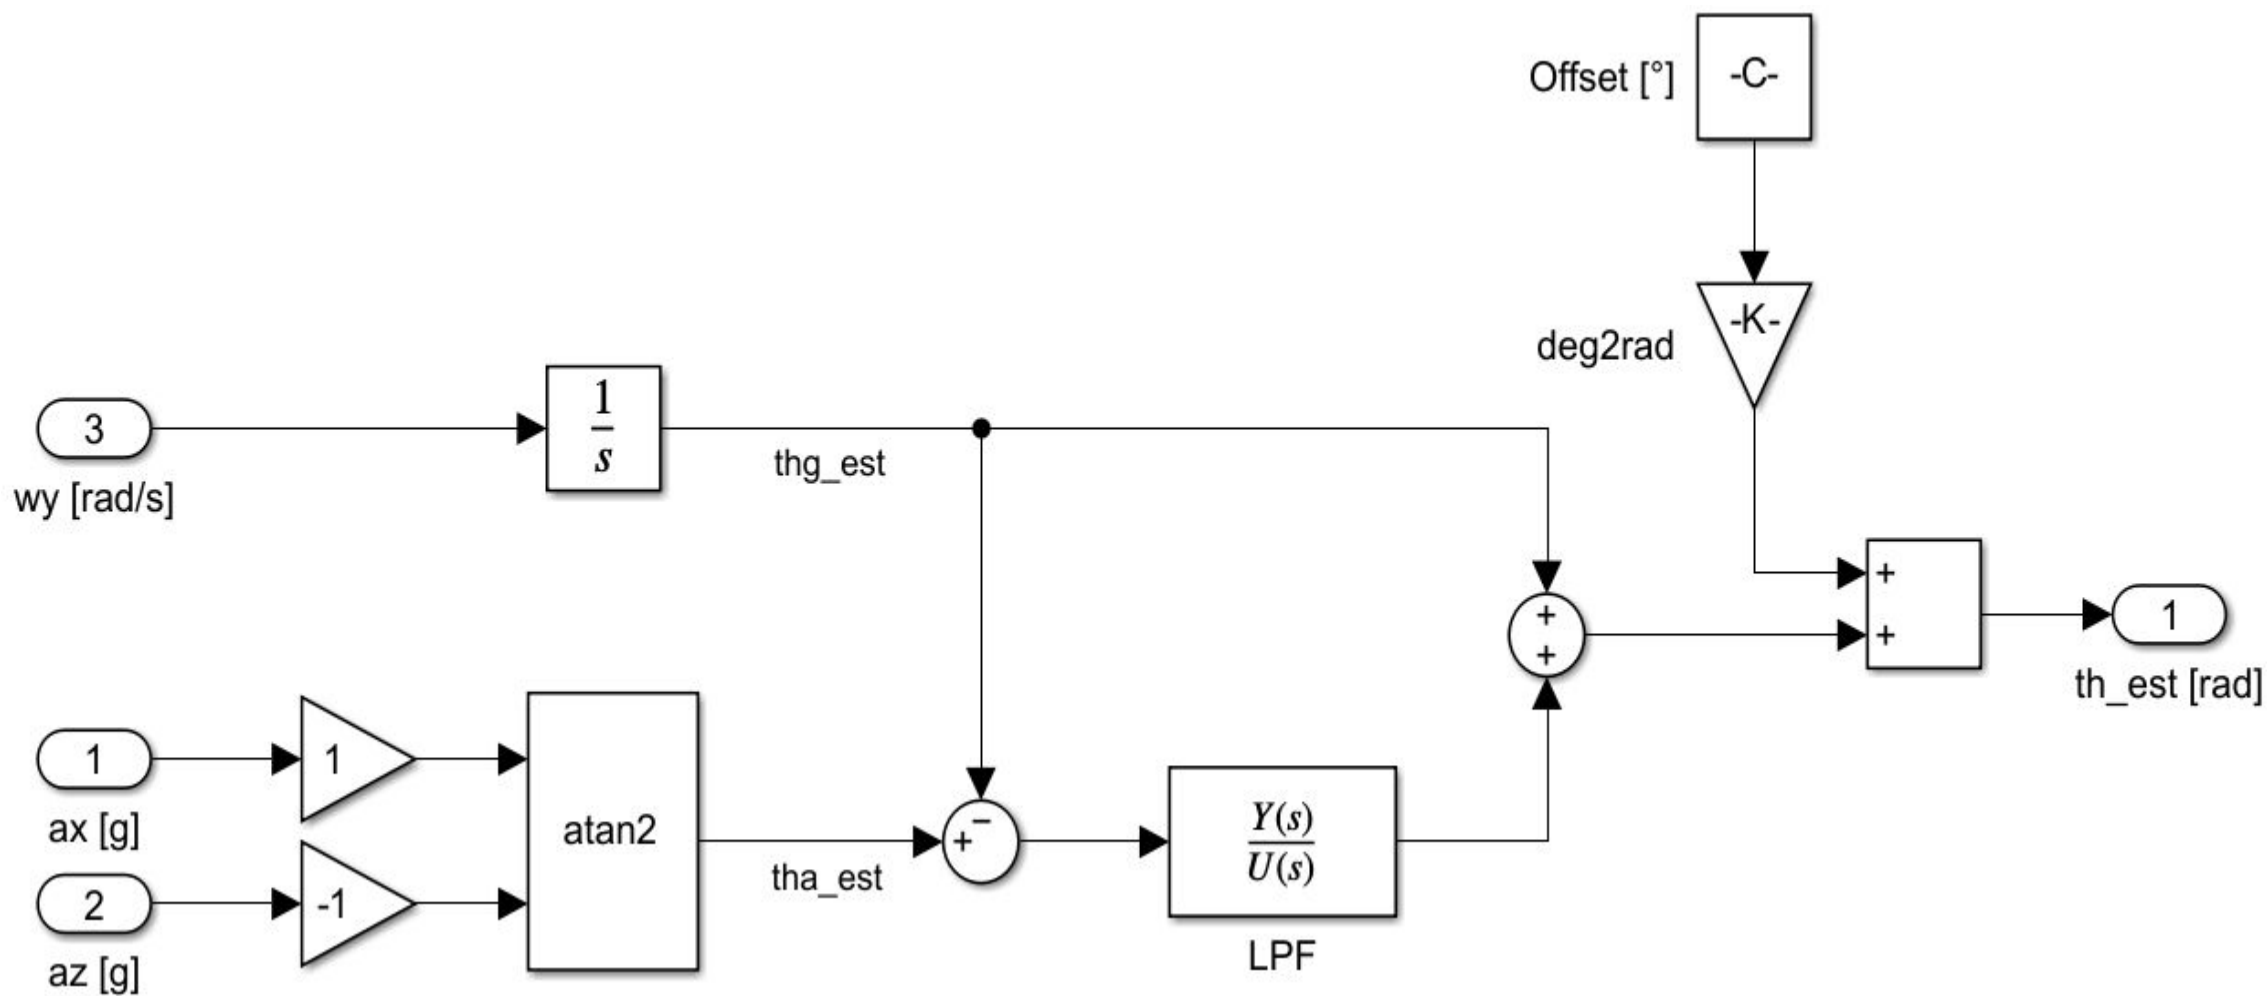 Offset [°]
-C-
deg2rad
-K-
3
wy [rad/s]
1
s
thg_est
+
+
+
+
1
th_est [rad]
1
ax [g]
1
2
az [g]
-1
atan2
tha_est
+
−
Y(s)
U(s)
LPF